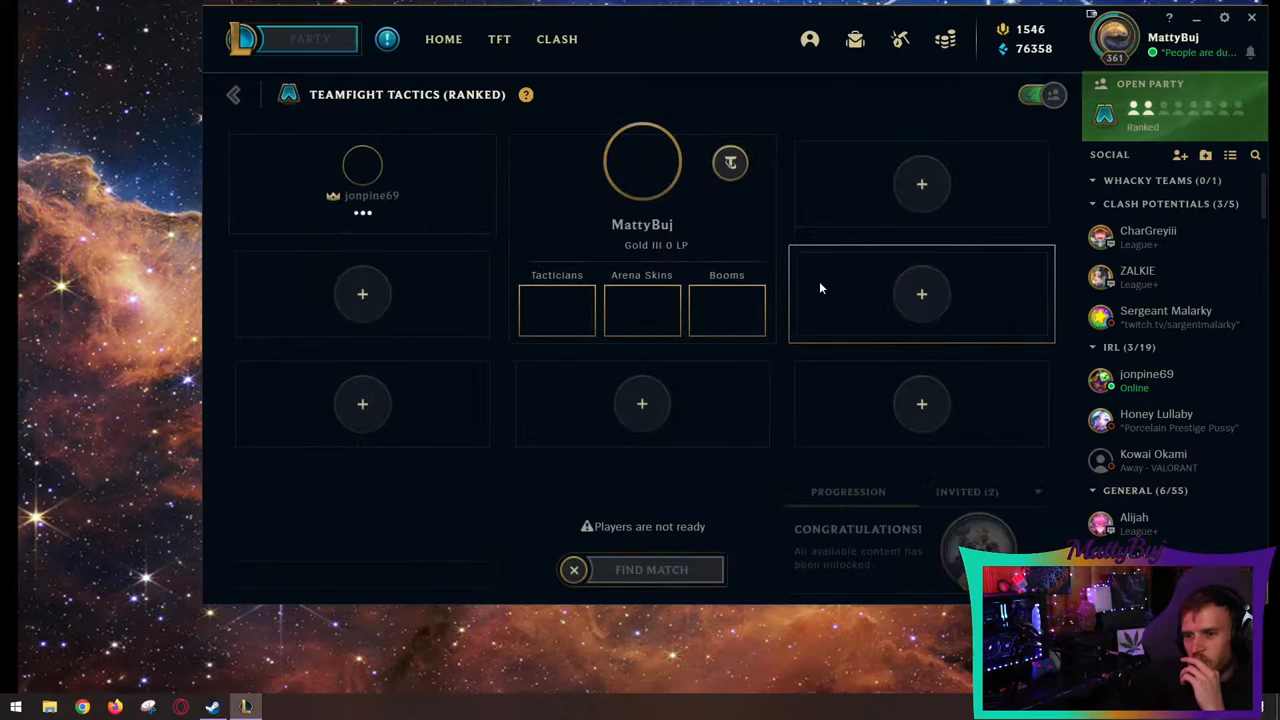 PARTY
HOME
TFT
CLASH
1546
76358
?
361
MattyBuj
"People are du...
TEAMFIGHT TACTICS (RANKED) ?
OPEN PARTY
Ranked
SOCIAL
WHACKY TEAMS (0/1)
CLASH POTENTIALS (3/5)
CharGreyiii
League+
ZALKIE
League+
Sergeant Malarky
"twitch.tv/sargentmalarky"
IRL (3/19)
jonpine69
Online
Honey Lullaby
"Porcelain Prestige Pussy"
Kowai Okami
Away - VALORANT
GENERAL (6/55)
Alijah
League+
jonpine69
MattyBuj
Gold III 0 LP
Tacticians
Arena Skins
Booms
PROGRESSION
INVITED (2)
CONGRATULATIONS!
All available content has
been unlocked.
Players are not ready
FIND MATCH
MattyBuj